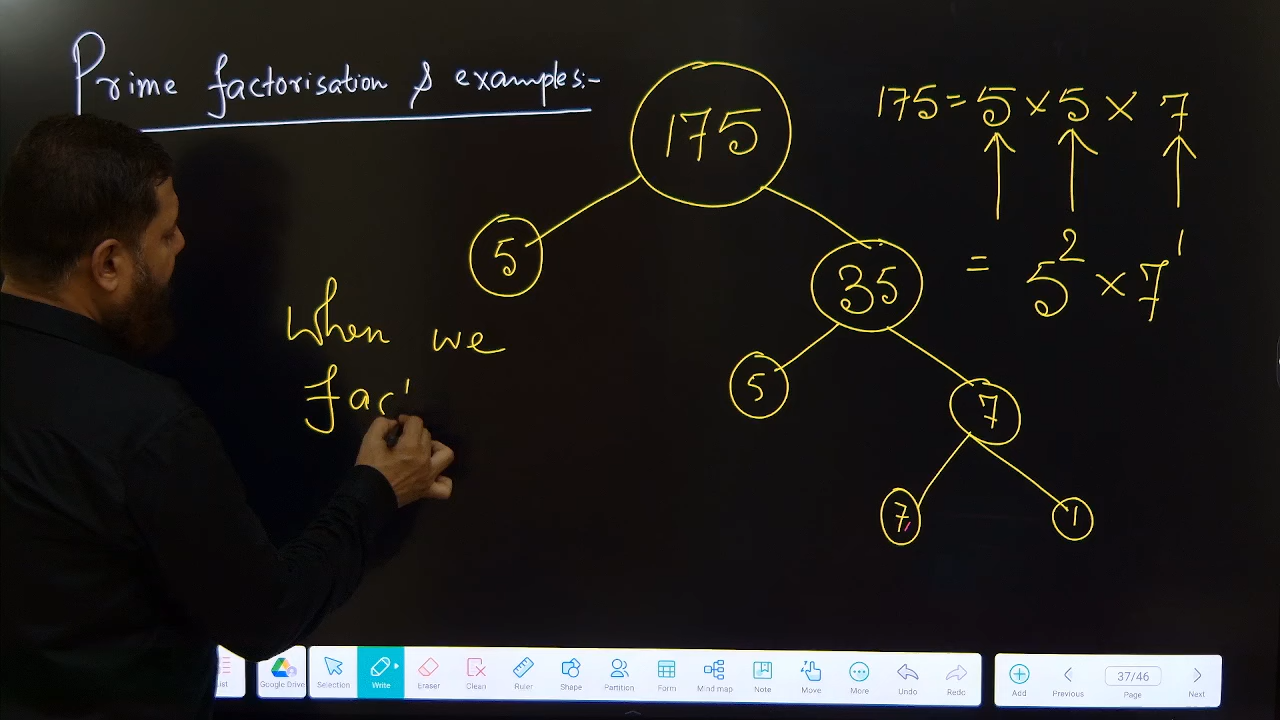 Prime factorisation & examples:-
175
5
35
5
7
7
1
175 = 5 × 5 × 7
= 5² × 7¹
When we
fac
Google Drive
Selection
Write
Eraser
Clean
Ruler
Shape
Partition
Form
Mind map
Note
Move
More
Undo
Redo
Add
Previous
37/46
Page
Next